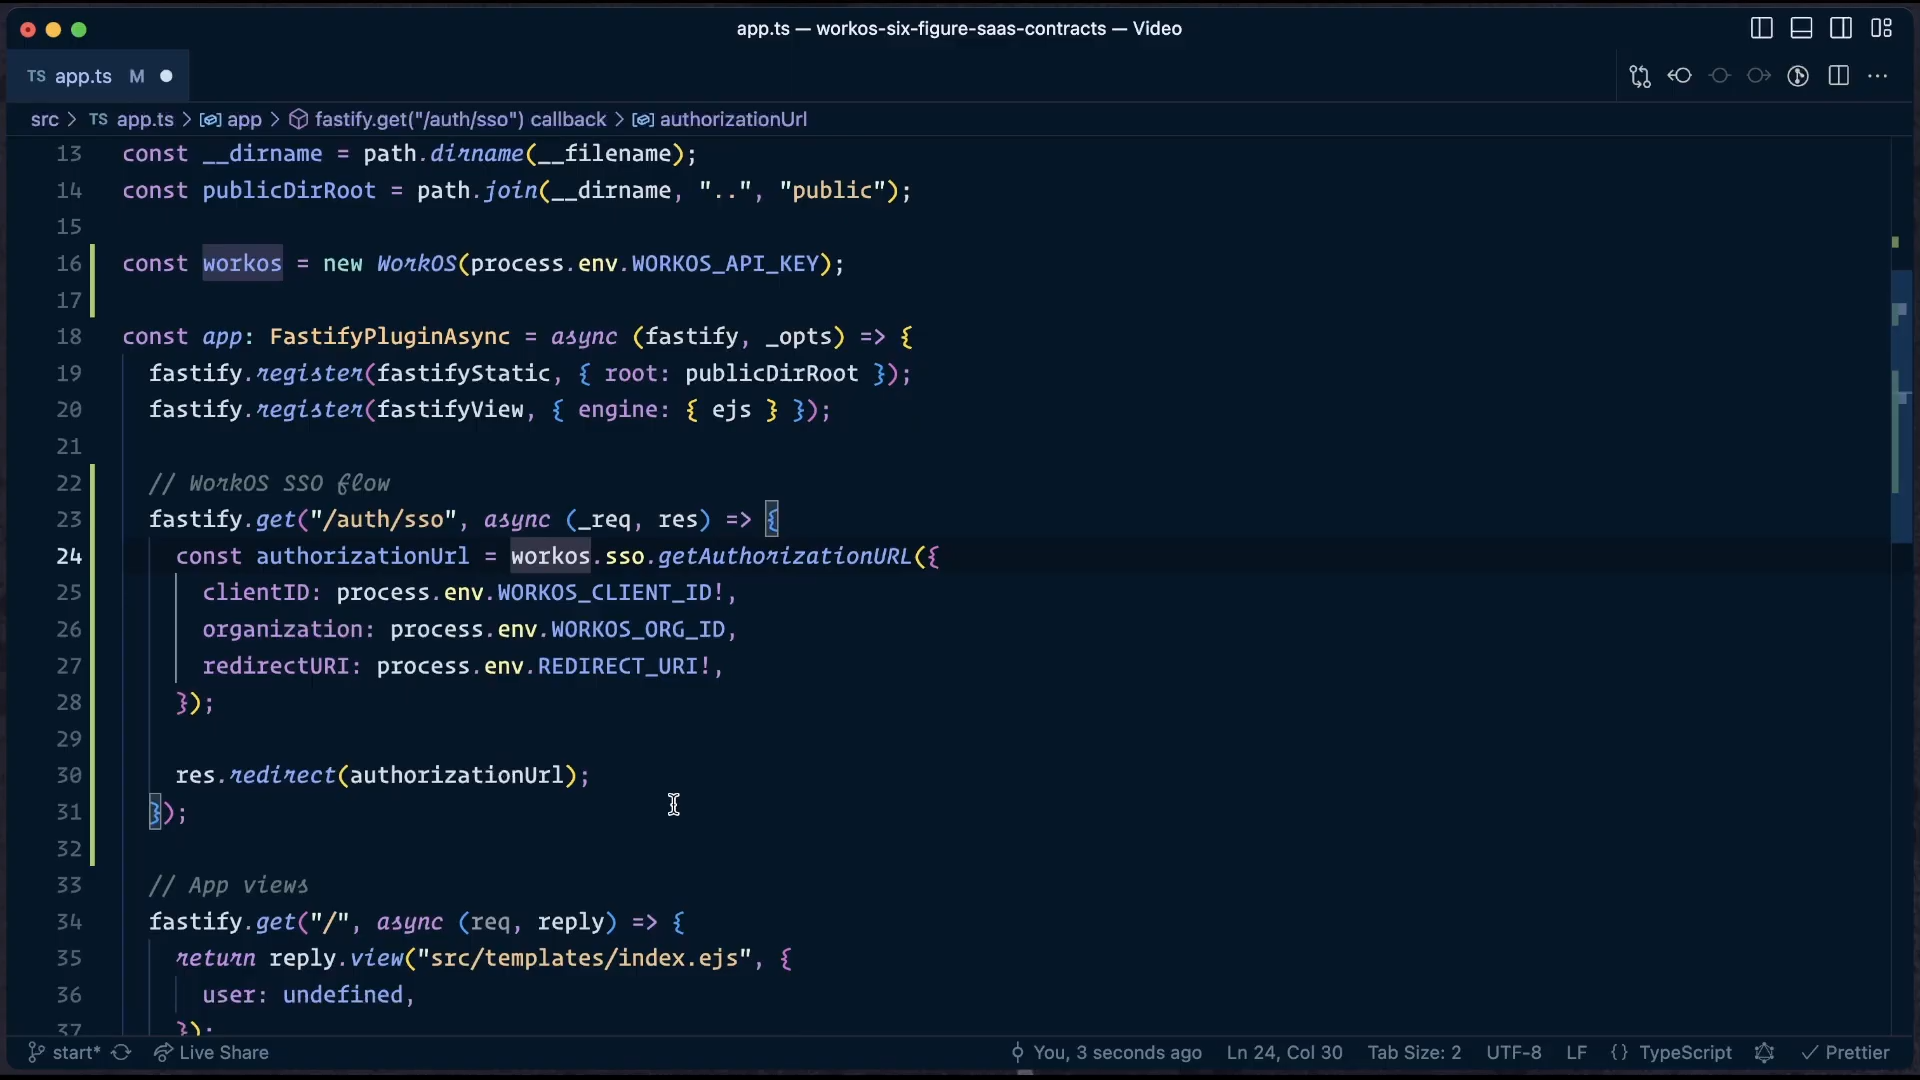 app.ts — workos-six-figure-saas-contracts — Video
TS app.ts M
src > TS app.ts > app > fastify.get("/auth/sso") callback > authorizationUrl
13 const __dirname = path.dirname(__filename);
14 const publicDirRoot = path.join(__dirname, "..", "public");
15
16 const workos = new WorkOS(process.env.WORKOS_API_KEY);
17
18 const app: FastifyPluginAsync = async (fastify, _opts) => {
19 fastify.register(fastifyStatic, { root: publicDirRoot });
20 fastify.register(fastifyView, { engine: { ejs } });
21
22 // WorkOS SSO flow
23 fastify.get("/auth/sso", async (_req, res) => {
24 const authorizationUrl = workos.sso.getAuthorizationURL({
25 clientID: process.env.WORKOS_CLIENT_ID!,
26 organization: process.env.WORKOS_ORG_ID,
27 redirectURI: process.env.REDIRECT_URI!,
28 });
29
30 res.redirect(authorizationUrl);
31 });
32
33 // App views
34 fastify.get("/", async (req, reply) => {
35 return reply.view("src/templates/index.ejs", {
36 user: undefined,
37 });
start* Live Share You, 3 seconds ago Ln 24, Col 30 Tab Size: 2 UTF-8 LF {} TypeScript Prettier